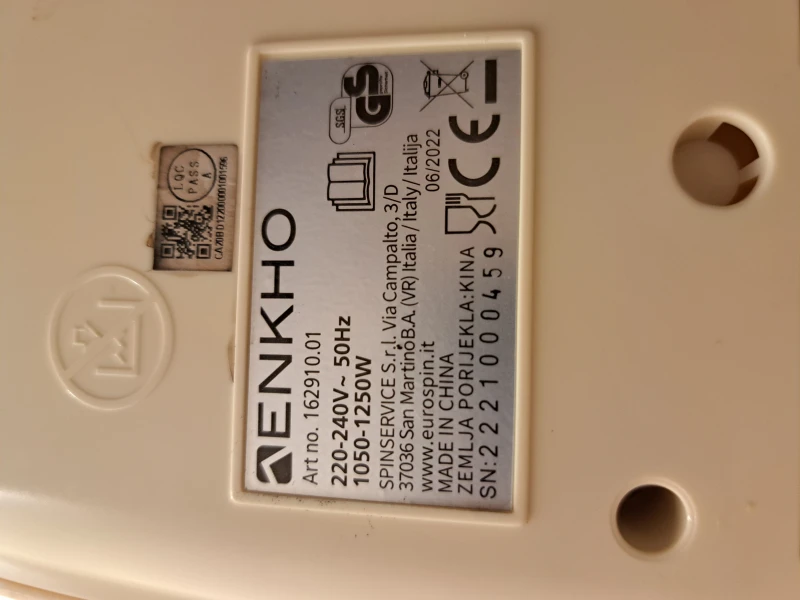 ENKHO
Art no. 162910.01
220-240V~ 50Hz
1050-1250W
SPINSERVICE S.r.l. Via Campalto, 3/D
37036 San Martino B.A. (VR) Italia / Italy / Italija
www.eurospin.it
06/2022
MADE IN CHINA
ZEMLJA PORIJEKLA:KINA
SN:2221000459
SGS
GS
CE
LQC
PASS
A